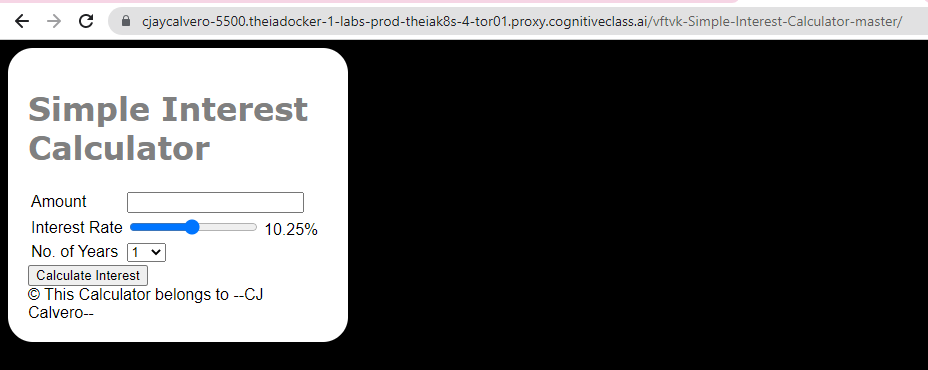 cjaycalvero-5500.theiadocker-1-labs-prod-theiak8s-4-tor01.proxy.cognitiveclass.ai/vftvk-Simple-Interest-Calculator-master/
Simple Interest
Calculator
Amount
Interest Rate 10.25%
No. of Years 1
Calculate Interest
© This Calculator belongs to --CJ
Calvero--